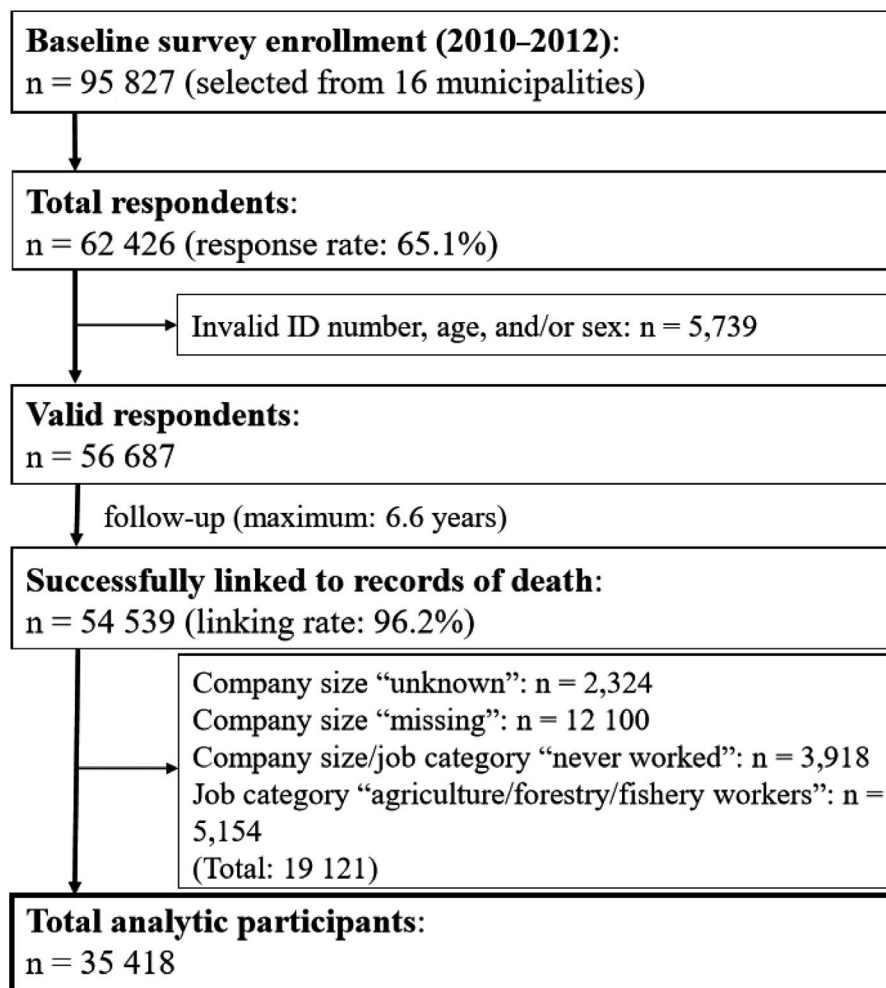 Baseline survey enrollment (2010–2012):
n = 95 827 (selected from 16 municipalities)
Total respondents:
n = 62 426 (response rate: 65.1%)
Invalid ID number, age, and/or sex: n = 5,739
Valid respondents:
n = 56 687
follow-up (maximum: 6.6 years)
Successfully linked to records of death:
n = 54 539 (linking rate: 96.2%)
Company size “unknown”: n = 2,324
Company size “missing”: n = 12 100
Company size/job category “never worked”: n = 3,918
Job category “agriculture/forestry/fishery workers”: n =
5,154
(Total: 19 121)
Total analytic participants:
n = 35 418